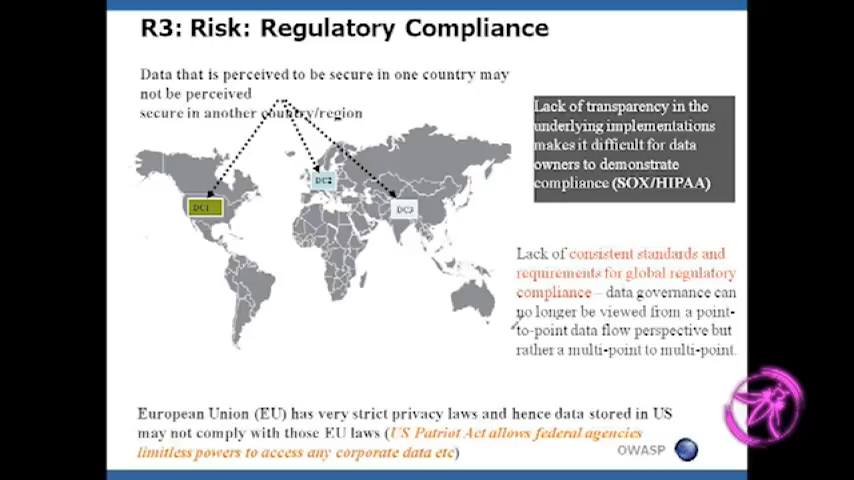 R3: Risk: Regulatory Compliance
Data that is perceived to be secure in one country may
not be perceived
secure in another country/region
Lack of transparency in the
underlying implementations
makes it difficult for data
owners to demonstrate
compliance (SOX/HIPAA)
DC1
DC2
DC3
Lack of consistent standards and
requirements for global regulatory
compliance – data governance can
no longer be viewed from a point-
to-point data flow perspective but
rather a multi-point to multi-point.
European Union (EU) has very strict privacy laws and hence data stored in US
may not comply with those EU laws (US Patriot Act allows federal agencies
limitless powers to access any corporate data etc)
OWASP